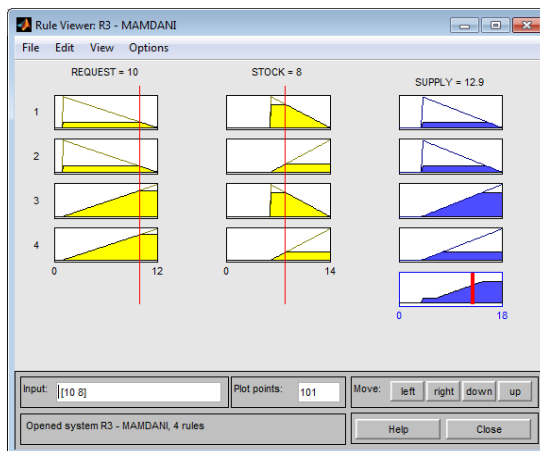 Rule Viewer: R3 - MAMDANI
File Edit View Options
REQUEST = 10 STOCK = 8 SUPPLY = 12.9
1
2
3
4
0 12 0 14
0 18
Input: [10 8] Plot points: 101 Move: left right down up
Opened system R3 - MAMDANI, 4 rules Help Close